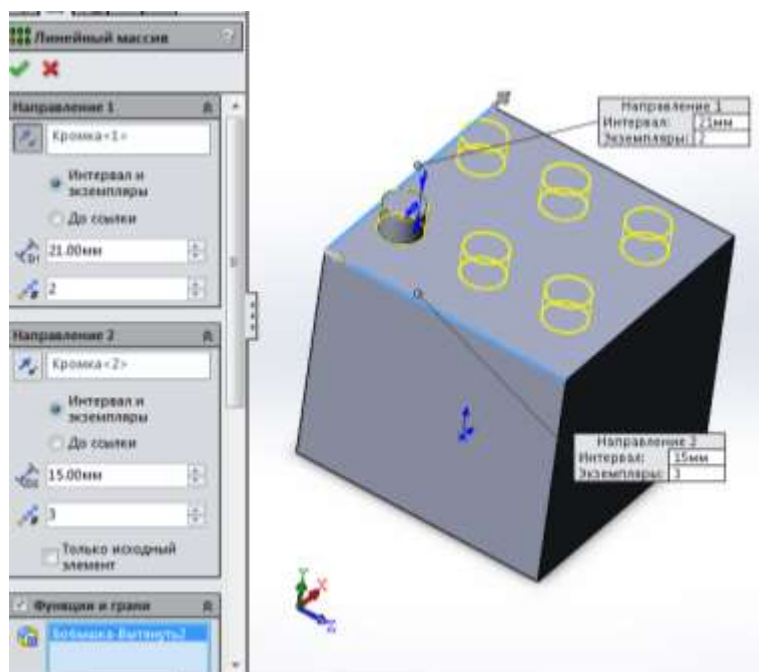 Линейный массив
?
Направление 1
Кромка<1>
Интервал и
экземпляры
До ссылки
D1
21.00мм
2
Направление 2
Кромка<2>
Интервал и
экземпляры
До ссылки
D2
15.00мм
3
Только исходный
элемент
Функции и грани
Бобышка-Вытянуть2
Направление 1
Интервал: 21мм
Экземпляры: 2
Направление 2
Интервал: 15мм
Экземпляры: 3
Y
X
Z